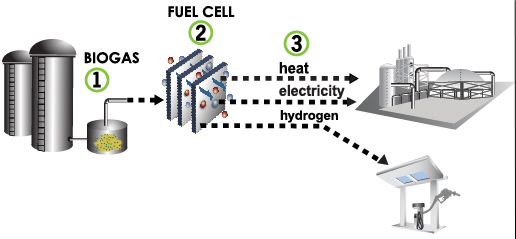 BIOGAS
1
FUEL CELL
2
3
heat
electricity
hydrogen